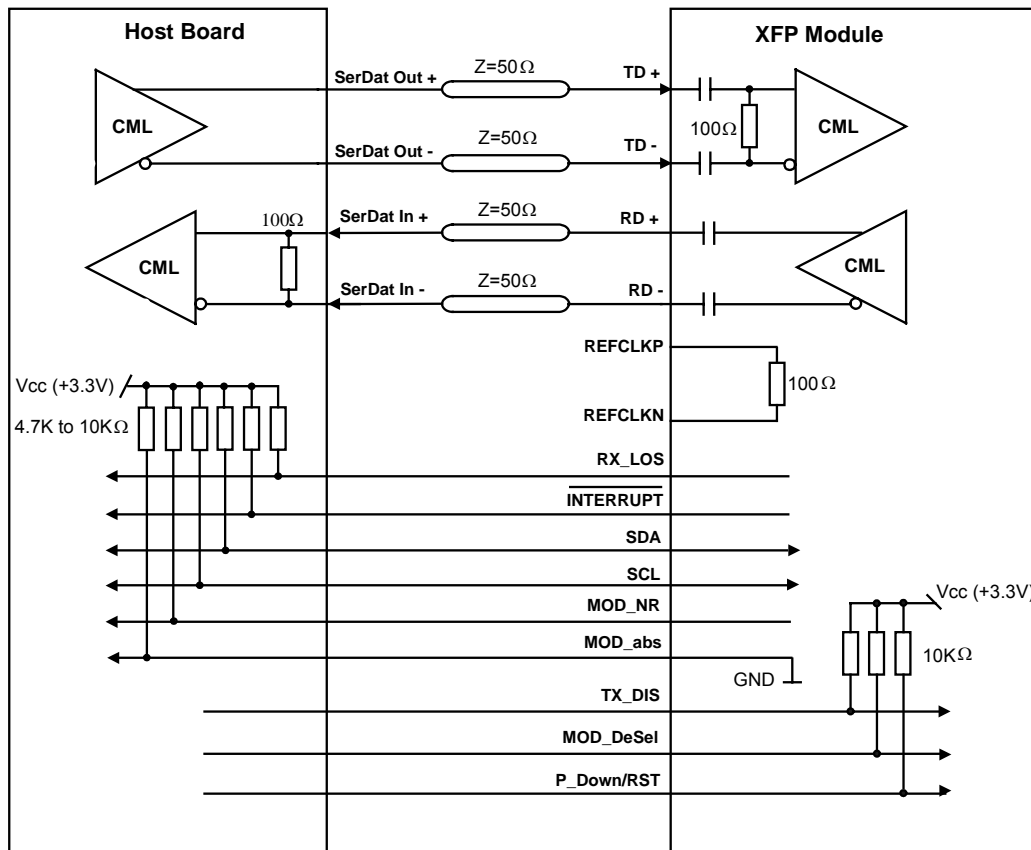 Host Board
XFP Module
SerDat Out +
Z=50Ω
TD +
CML
100Ω
CML
SerDat Out -
Z=50Ω
TD -
100Ω
SerDat In +
Z=50Ω
RD +
CML
CML
SerDat In -
Z=50Ω
RD -
REFCLKP
100Ω
REFCLKN
Vcc (+3.3V)
4.7K to 10KΩ
RX_LOS
INTERRUPT
SDA
SCL
MOD_NR
MOD_abs
GND
Vcc (+3.3V)
10KΩ
TX_DIS
MOD_DeSel
P_Down/RST